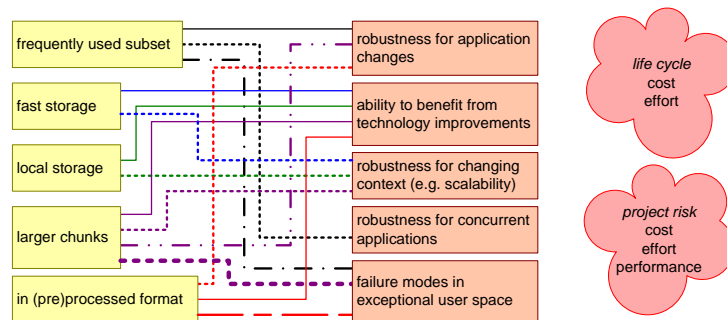 frequently used subset
fast storage
local storage
larger chunks
in (pre)processed format
robustness for application
changes
ability to benefit from
technology improvements
robustness for changing
context (e.g. scalability)
robustness for concurrent
applications
failure modes in
exceptional user space
life cycle
cost
effort
project risk
cost
effort
performance